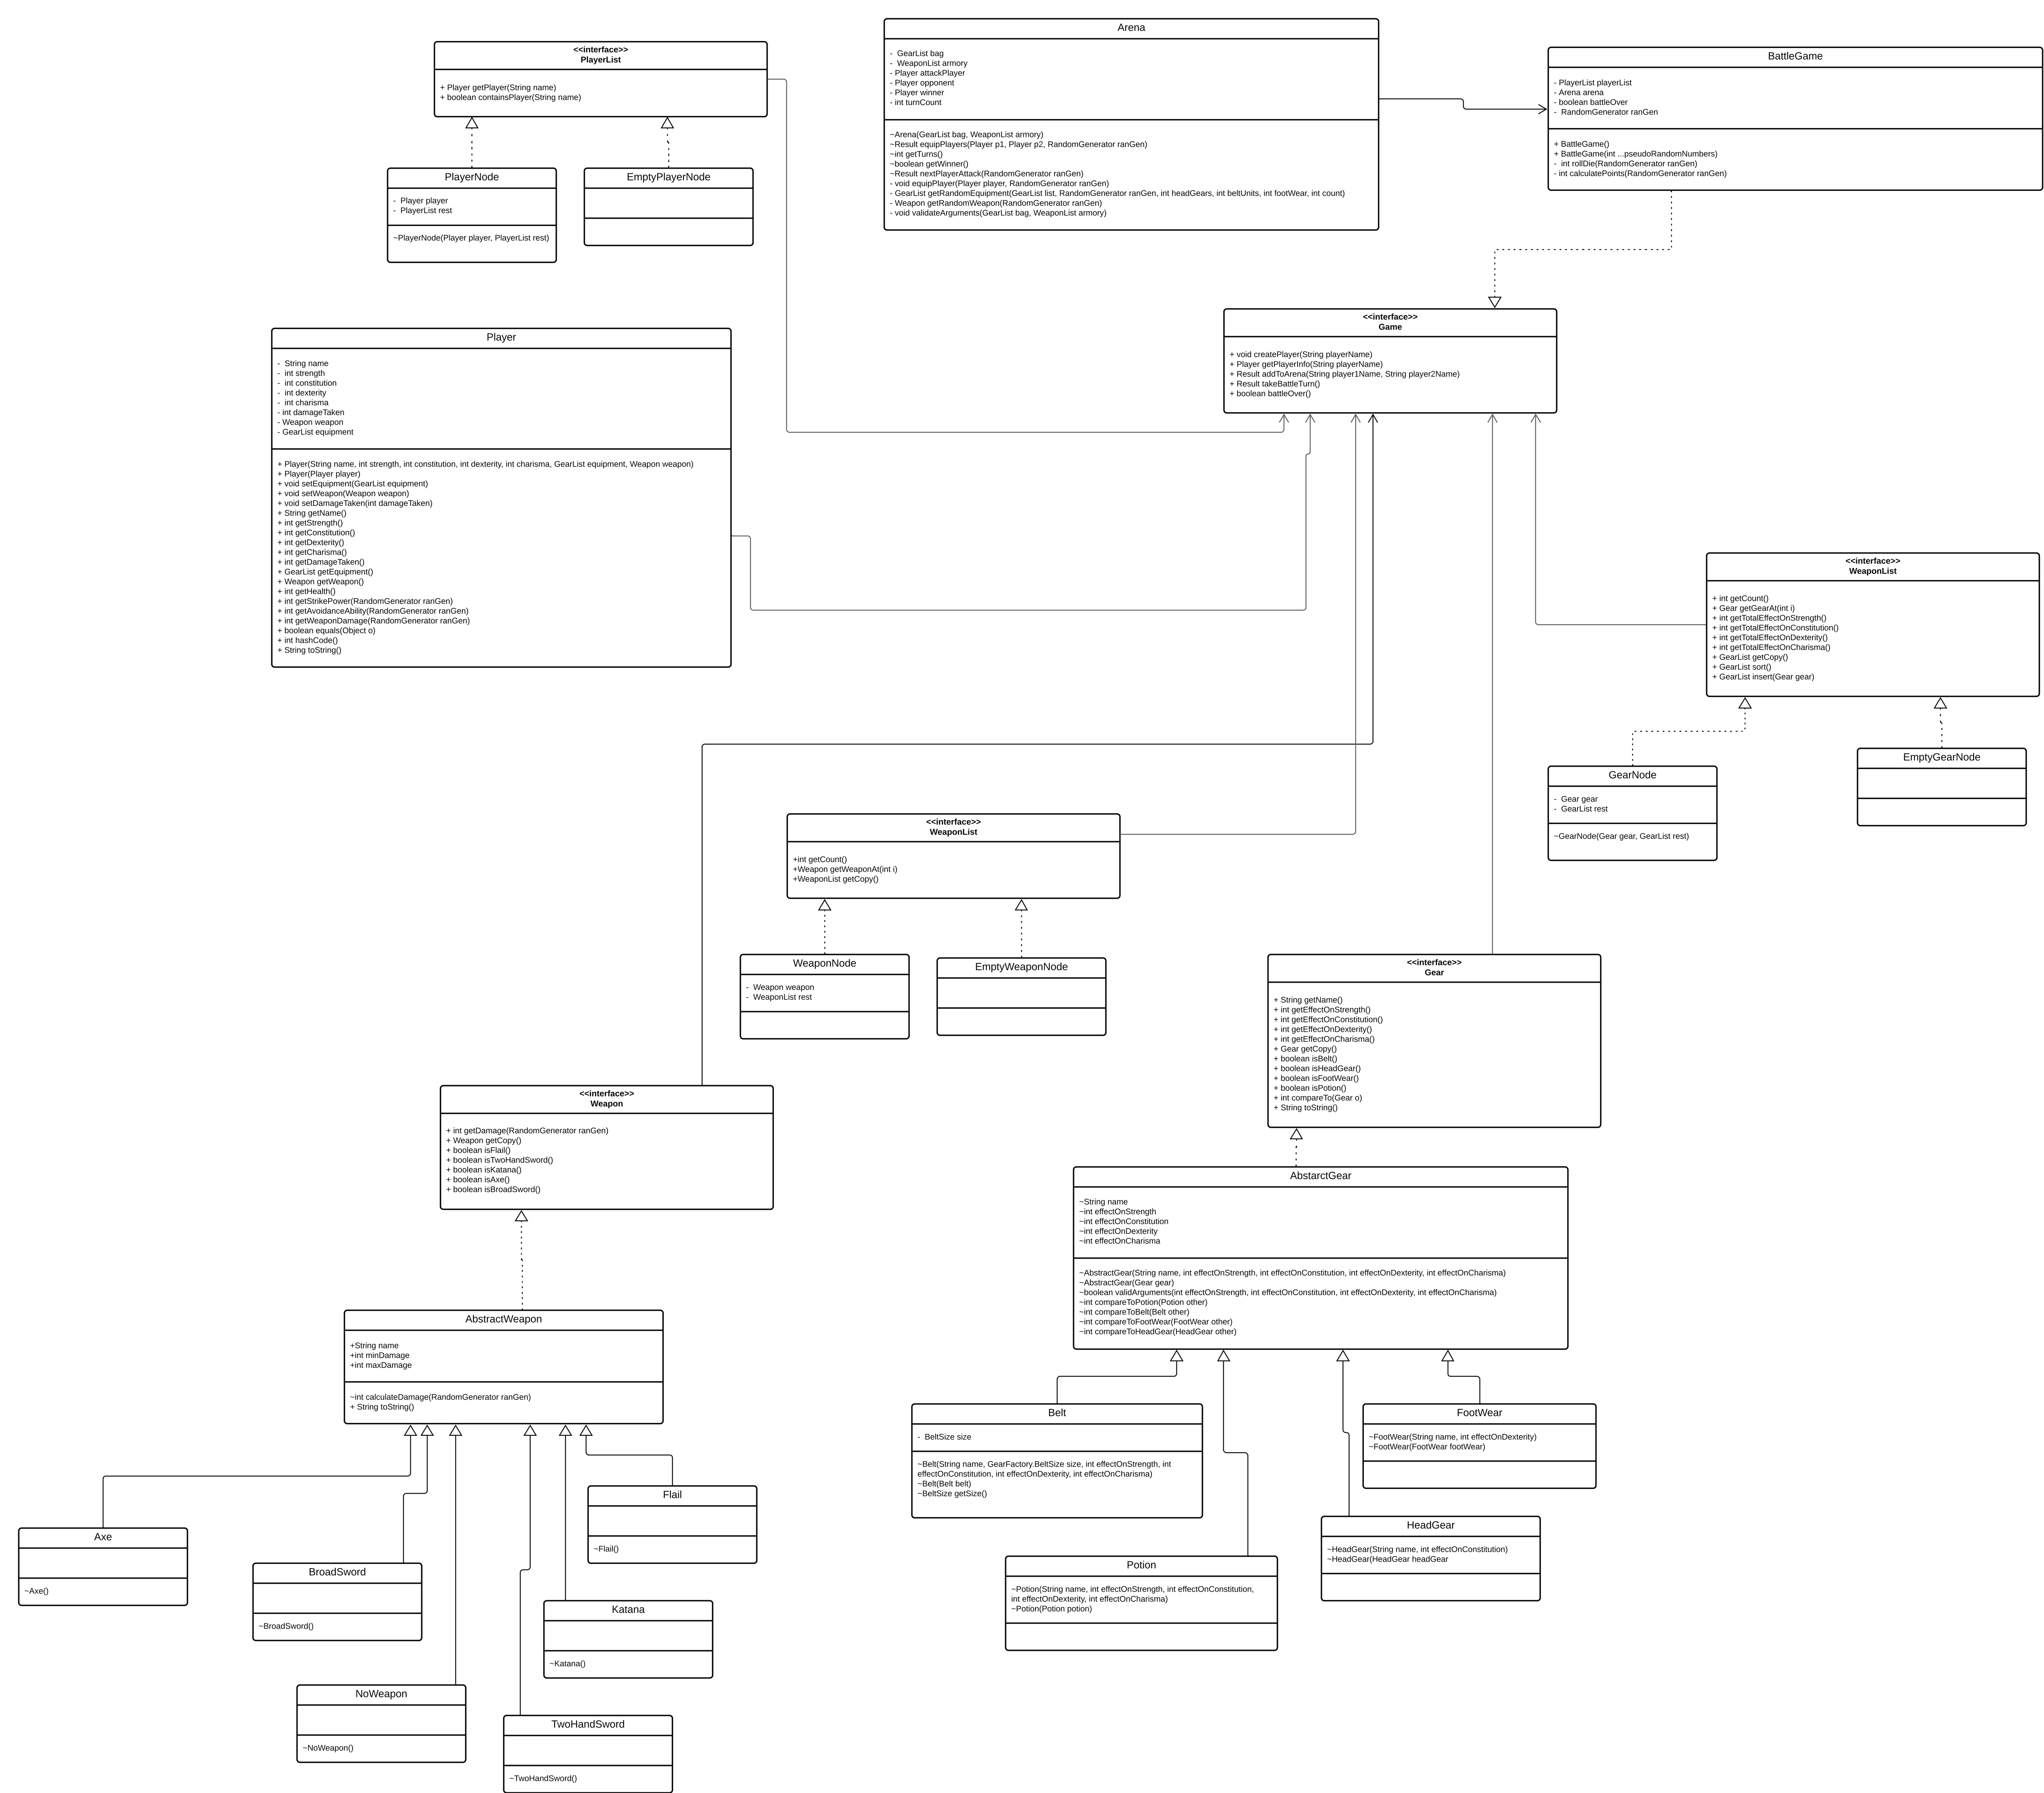 Arena
-  GearList bag
-  WeaponList armory
- Player attackPlayer
- Player opponent
- Player winner
- int turnCount
~Arena(GearList bag, WeaponList armory)
~Result equipPlayers(Player p1, Player p2, RandomGenerator ranGen)
~int getTurns()
~boolean getWinner()
~Result nextPlayerAttack(RandomGenerator ranGen)
- void equipPlayer(Player player, RandomGenerator ranGen)
- GearList getRandomEquipment(GearList list, RandomGenerator ranGen, int headGears, int beltUnits, int footWear, int count)
- Weapon getRandomWeapon(RandomGenerator ranGen)
- void validateArguments(GearList bag, WeaponList armory)
<<interface>>
PlayerList
+ Player getPlayer(String name)
+ boolean containsPlayer(String name)
BattleGame
- PlayerList playerList
- Arena arena
- boolean battleOver
-  RandomGenerator ranGen
+ BattleGame()
+ BattleGame(int ...pseudoRandomNumbers)
-  int rollDie(RandomGenerator ranGen)
- int calculatePoints(RandomGenerator ranGen)
PlayerNode
-  Player player
-  PlayerList rest
~PlayerNode(Player player, PlayerList rest)
EmptyPlayerNode
<<interface>>
Game
+ void createPlayer(String playerName)
+ Player getPlayerInfo(String playerName)
+ Result addToArena(String player1Name, String player2Name)
+ Result takeBattleTurn()
+ boolean battleOver()
Player
-  String name
-  int strength
-  int constitution
-  int dexterity
-  int charisma
- int damageTaken
- Weapon weapon
- GearList equipment
+ Player(String name, int strength, int constitution, int dexterity, int charisma, GearList equipment, Weapon weapon)
+ Player(Player player)
+ void setEquipment(GearList equipment)
+ void setWeapon(Weapon weapon)
+ void setDamageTaken(int damageTaken)
+ String getName()
+ int getStrength()
+ int getConstitution()
+ int getDexterity()
+ int getCharisma()
+ int getDamageTaken()
+ GearList getEquipment()
+ Weapon getWeapon()
+ int getHealth()
+ int getStrikePower(RandomGenerator ranGen)
+ int getAvoidanceAbility(RandomGenerator ranGen)
+ int getWeaponDamage(RandomGenerator ranGen)
+ boolean equals(Object o)
+ int hashCode()
+ String toString()
<<interface>>
WeaponList
+ int getCount()
+ Gear getGearAt(int i)
+ int getTotalEffectOnStrength()
+ int getTotalEffectOnConstitution()
+ int getTotalEffectOnDexterity()
+ int getTotalEffectOnCharisma()
+ GearList getCopy()
+ GearList sort()
+ GearList insert(Gear gear)
GearNode
-  Gear gear
-  GearList rest
~GearNode(Gear gear, GearList rest)
EmptyGearNode
<<interface>>
WeaponList
+int getCount()
+Weapon getWeaponAt(int i)
+WeaponList getCopy()
WeaponNode
-  Weapon weapon
-  WeaponList rest
EmptyWeaponNode
<<interface>>
Gear
+ String getName()
+ int getEffectOnStrength()
+ int getEffectOnConstitution()
+ int getEffectOnDexterity()
+ int getEffectOnCharisma()
+ Gear getCopy()
+ boolean isBelt()
+ boolean isHeadGear()
+ boolean isFootWear()
+ boolean isPotion()
+ int compareTo(Gear o)
+ String toString()
<<interface>>
Weapon
+ int getDamage(RandomGenerator ranGen)
+ Weapon getCopy()
+ boolean isFlail()
+ boolean isTwoHandSword()
+ boolean isKatana()
+ boolean isAxe()
+ boolean isBroadSword()
AbstarctGear
~String name
~int effectOnStrength
~int effectOnConstitution
~int effectOnDexterity
~int effectOnCharisma
~AbstractGear(String name, int effectOnStrength, int effectOnConstitution, int effectOnDexterity, int effectOnCharisma)
~AbstractGear(Gear gear)
~boolean validArguments(int effectOnStrength, int effectOnConstitution, int effectOnDexterity, int effectOnCharisma)
~int compareToPotion(Potion other)
~int compareToBelt(Belt other)
~int compareToFootWear(FootWear other)
~int compareToHeadGear(HeadGear other)
AbstractWeapon
+String name
+int minDamage
+int maxDamage
~int calculateDamage(RandomGenerator ranGen)
+ String toString()
Belt
-  BeltSize size
~Belt(String name, GearFactory.BeltSize size, int effectOnStrength, int
effectOnConstitution, int effectOnDexterity, int effectOnCharisma)
~Belt(Belt belt)
~BeltSize getSize()
FootWear
~FootWear(String name, int effectOnDexterity)
~FootWear(FootWear footWear)
HeadGear
~HeadGear(String name, int effectOnConstitution)
~HeadGear(HeadGear headGear
Potion
~Potion(String name, int effectOnStrength, int effectOnConstitution,
int effectOnDexterity, int effectOnCharisma)
~Potion(Potion potion)
Flail
~Flail()
Axe
~Axe()
BroadSword
~BroadSword()
Katana
~Katana()
NoWeapon
~NoWeapon()
TwoHandSword
~TwoHandSword()